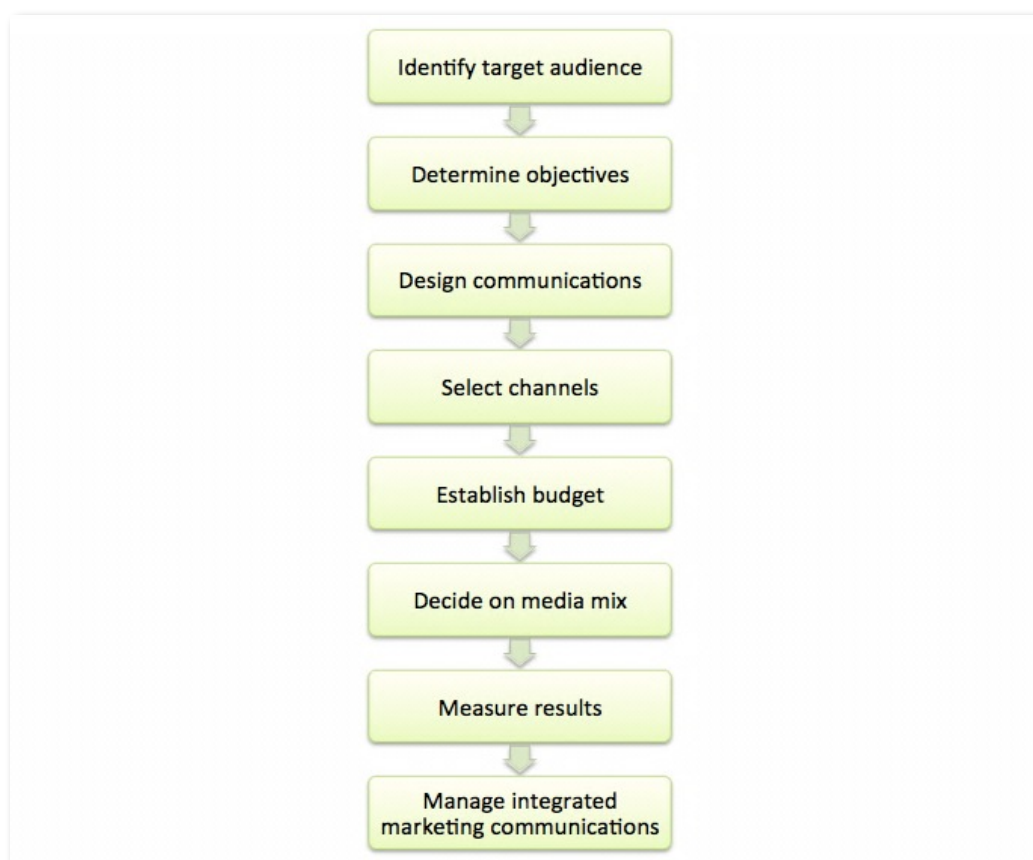 Identify target audience
Determine objectives
Design communications
Select channels
Establish budget
Decide on media mix
Measure results
Manage integrated
marketing communications